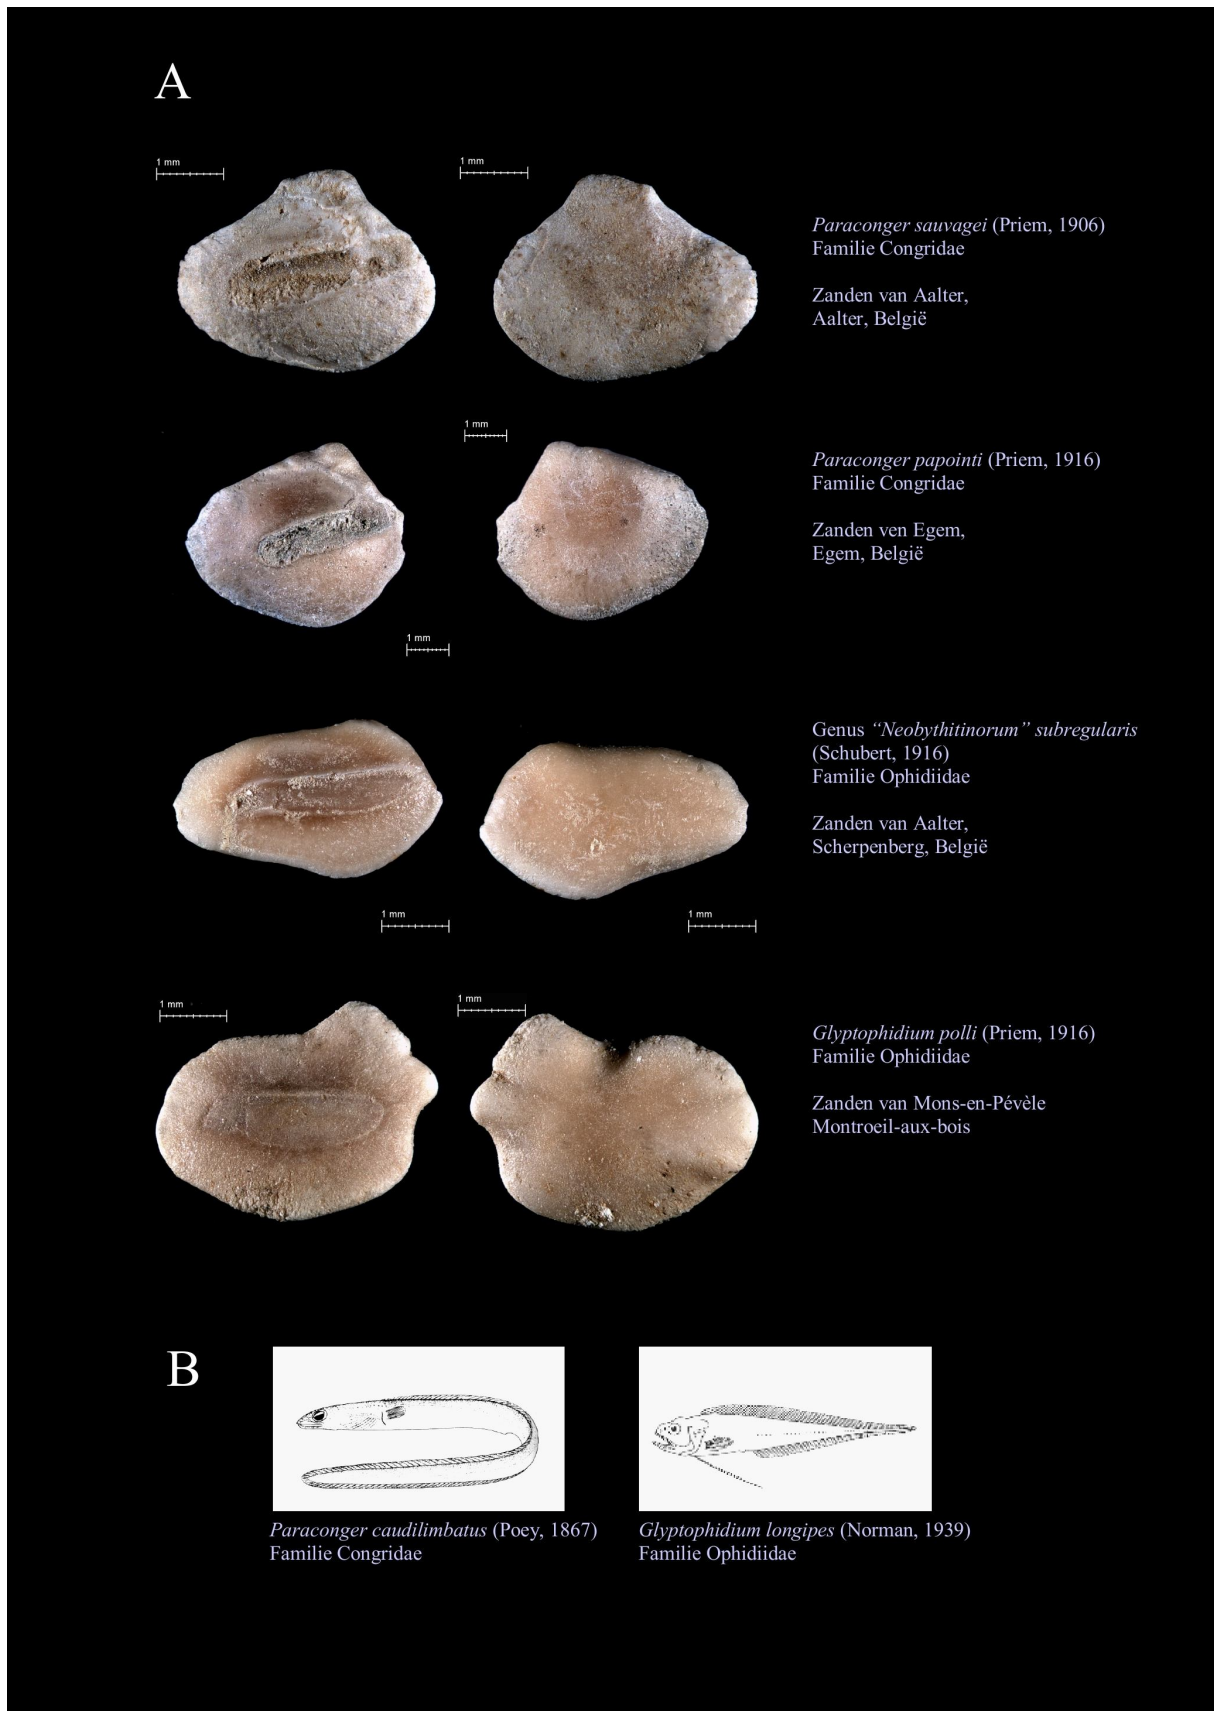 A
1 mm
1 mm
Paraconger sauvagei (Priem, 1906)
Familie Congridae
Zanden van Aalter,
Aalter, België
1 mm
Paraconger papointi (Priem, 1916)
Familie Congridae
Zanden ven Egem,
Egem, België
1 mm
Genus “Neobythitinorum” subregularis
(Schubert, 1916)
Familie Ophidiidae
Zanden van Aalter,
Scherpenberg, België
1 mm
1 mm
1 mm
1 mm
Glyptophidium polli (Priem, 1916)
Familie Ophidiidae
Zanden van Mons-en-Pévèle
Montroeil-aux-bois
B
Paraconger caudilimbatus (Poey, 1867)
Familie Congridae
Glyptophidium longipes (Norman, 1939)
Familie Ophidiidae